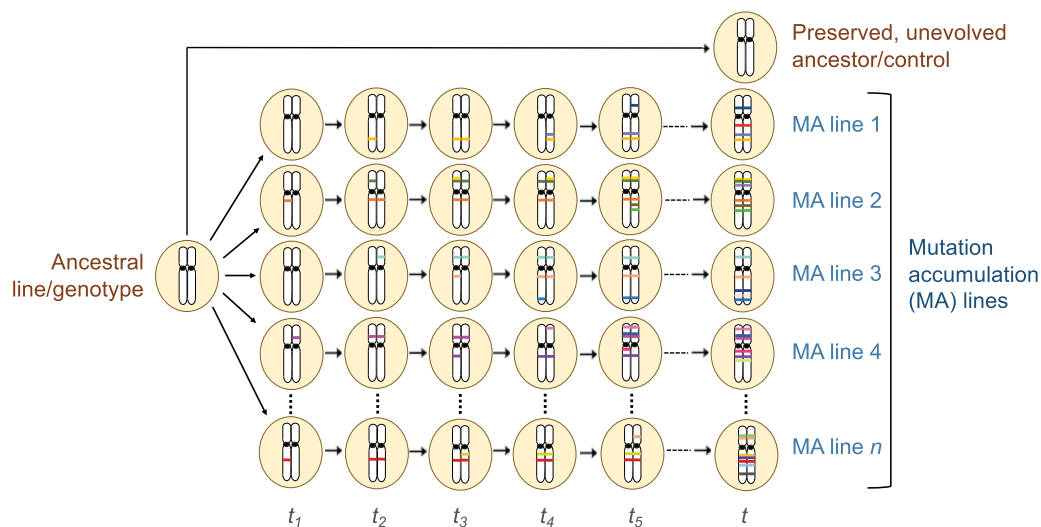 Preserved, unevolved
ancestor/control
MA line 1
MA line 2
Ancestral
line/genotype
MA line 3
Mutation
accumulation
(MA) lines
MA line 4
MA line n
t1 t2 t3 t4 t5 t